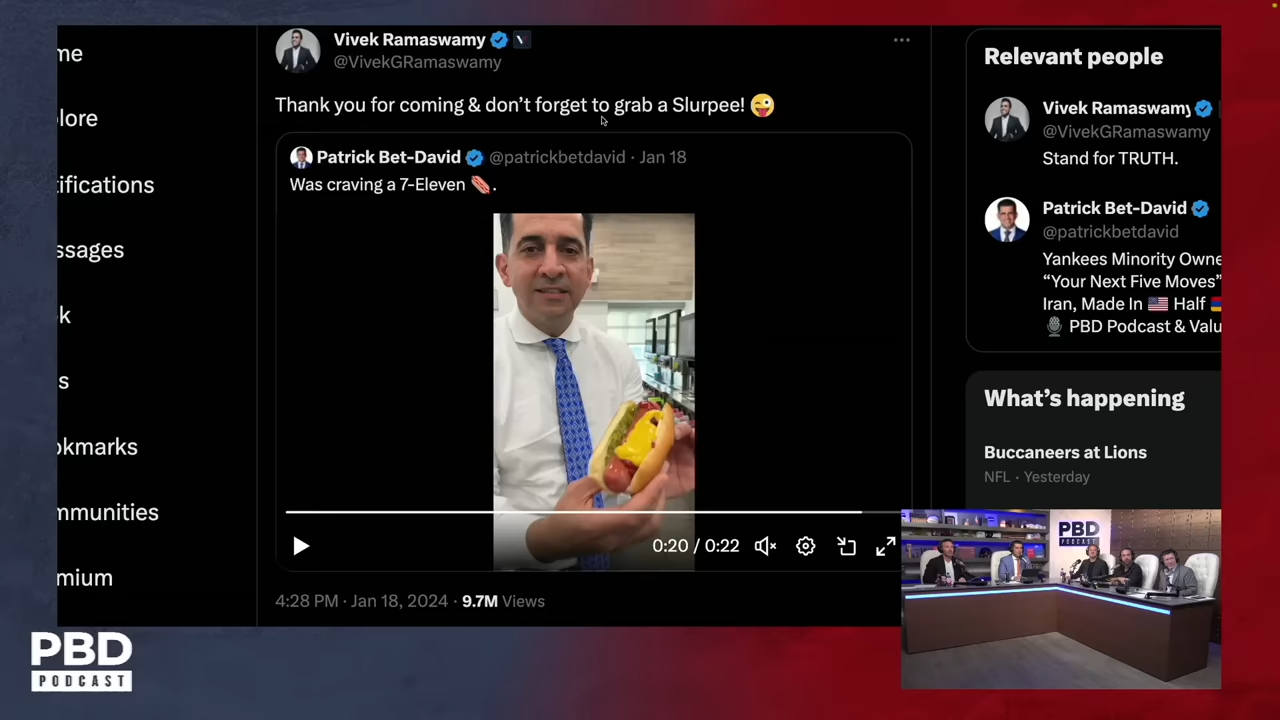 me
lore
tifications
ssages
k
s
okmarks
mmunities
mium
Vivek Ramaswamy
@VivekGRamaswamy
Thank you for coming & don't forget to grab a Slurpee! 😜
Patrick Bet-David @patrickbetdavid · Jan 18
Was craving a 7-Eleven 🌭.
0:20 / 0:22
4:28 PM · Jan 18, 2024 · 9.7M Views
Relevant people
Vivek Ramaswamy
@VivekGRamaswamy
Stand for TRUTH.
Patrick Bet-David
@patrickbetdavid
Yankees Minority Owne
"Your Next Five Moves"
Iran, Made In 🇺🇸 Half 🇦🇲
🎙️ PBD Podcast & Valu
What's happening
Buccaneers at Lions
NFL · Yesterday
PBD
PODCAST
PBD
PODCAST